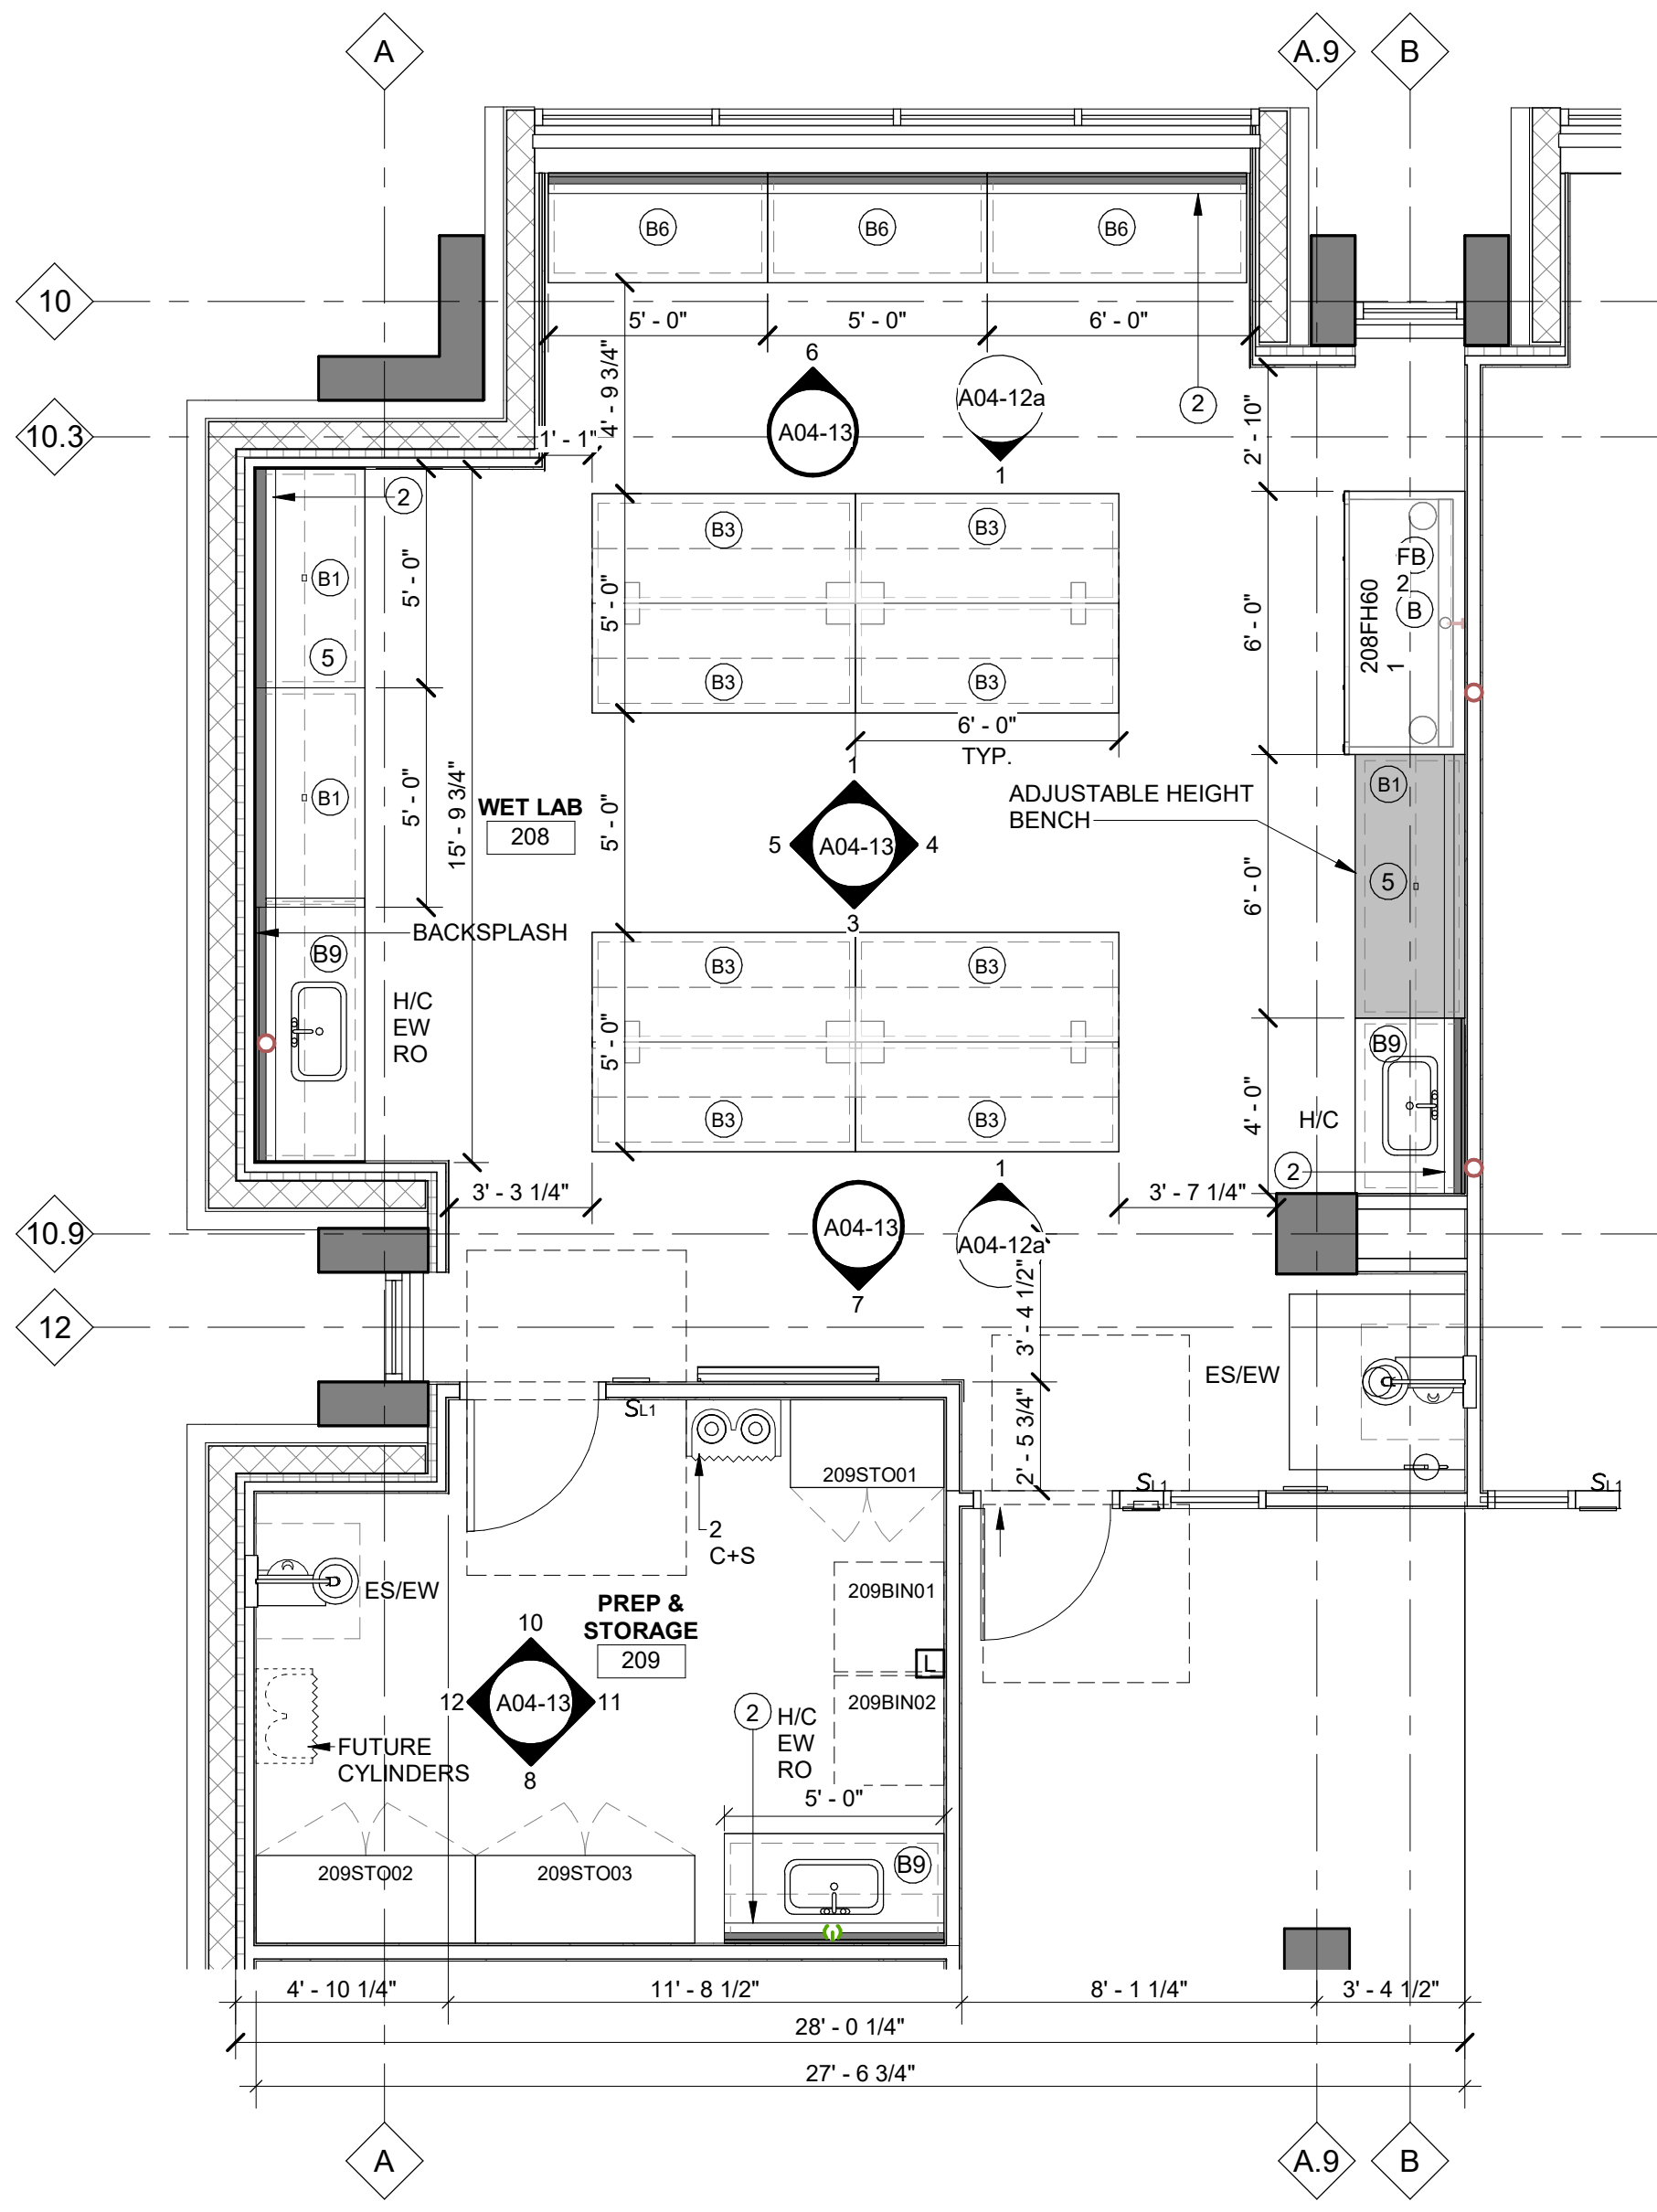 A
A.9
B
B6
B6
B6
10
5' - 0"
5' - 0"
6' - 0"
6
A04-13
A04-12a
1
2
4' - 9 3/4"
2' - 10"
10.3
1' - 1"
2
B3
B3
B1
5' - 0"
5' - 0"
5
B3
B3
FB
2
B
208FH60
1
6' - 0"
6' - 0"
TYP.
B1
5' - 0"
15' - 9 3/4"
WET LAB
208
5' - 0"
1
5
A04-13
4
3
ADJUSTABLE HEIGHT
BENCH
B1
5
6' - 0"
BACKSPLASH
B9
H/C
EW
RO
B3
B3
5' - 0"
B3
B3
B9
4' - 0"
H/C
2
3' - 3 1/4"
1
3' - 7 1/4"
10.9
A04-13
7
A04-12a
3' - 4 1/2"
12
ES/EW
SL1
2' - 5 3/4"
209STO01
SL1
SL1
2
C+S
ES/EW
209BIN01
PREP &
STORAGE
209
L
10
12
A04-13
11
8
209BIN02
2
H/C
EW
RO
FUTURE
CYLINDERS
5' - 0"
209STO02
209STO03
B9
4' - 10 1/4"
11' - 8 1/2"
8' - 1 1/4"
3' - 4 1/2"
28' - 0 1/4"
27' - 6 3/4"
A
A.9
B